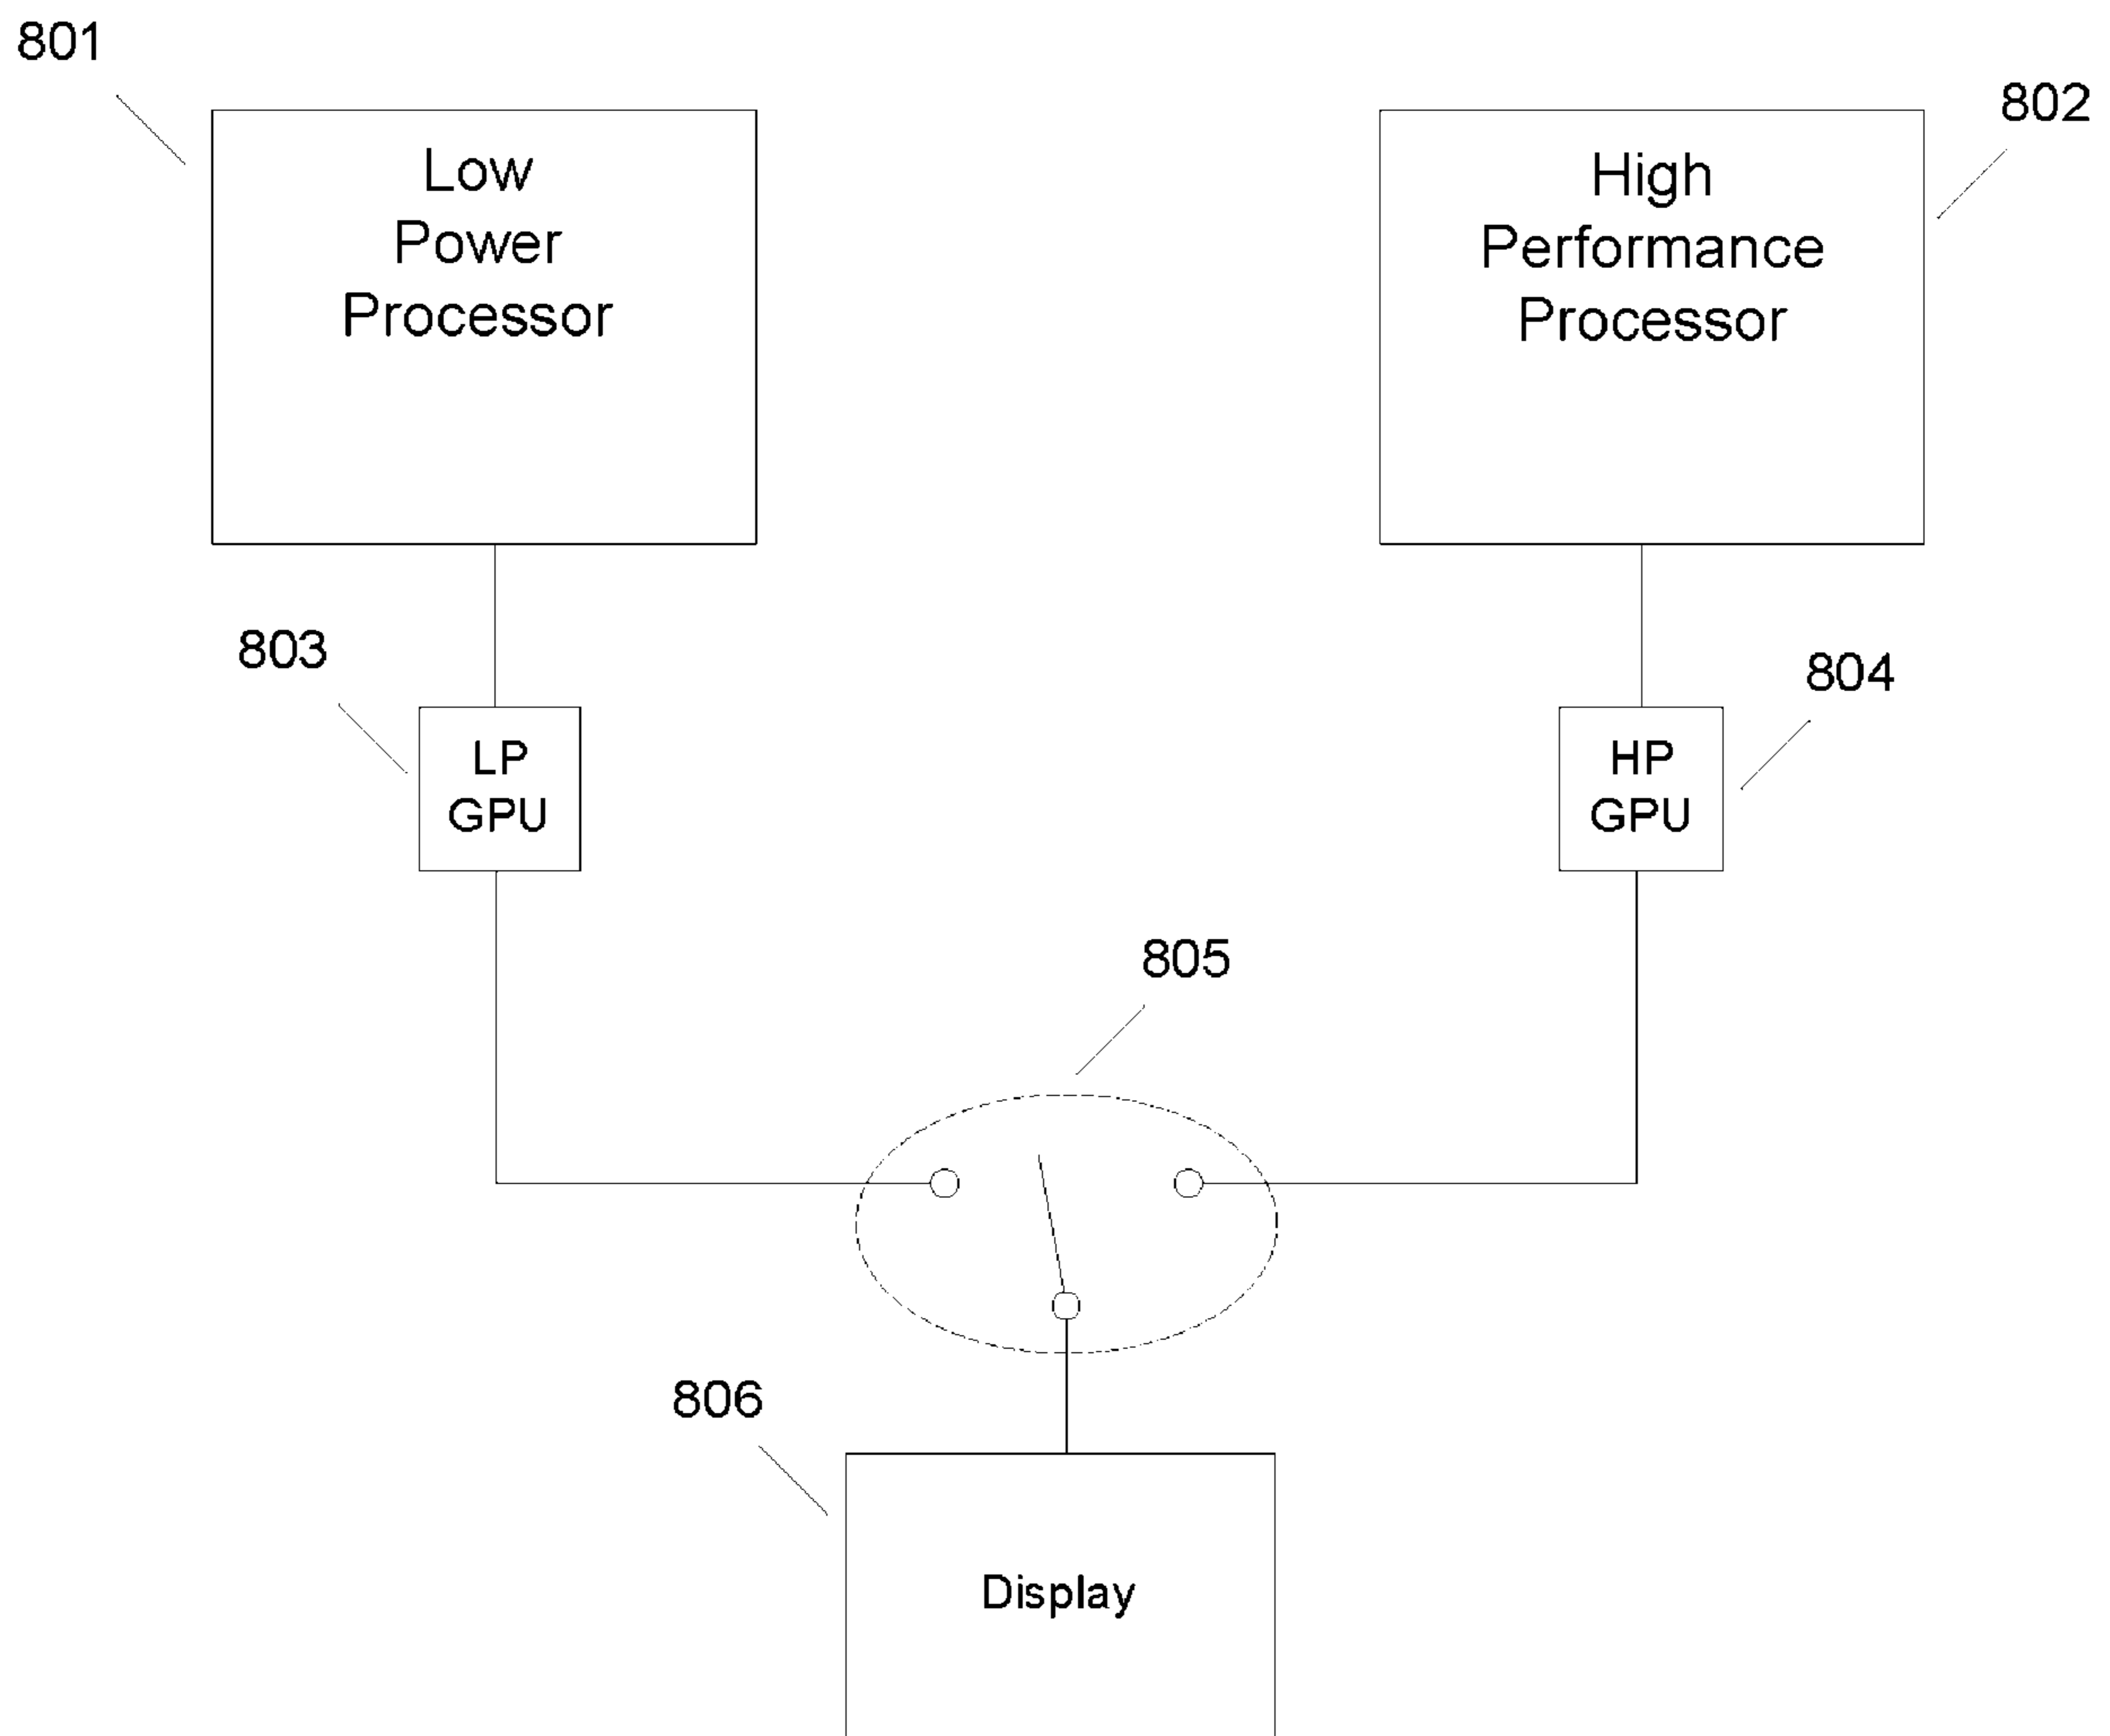 801
802
Low
Power
Processor
High
Performance
Processor
803
804
LP
GPU
HP
GPU
805
806
Display